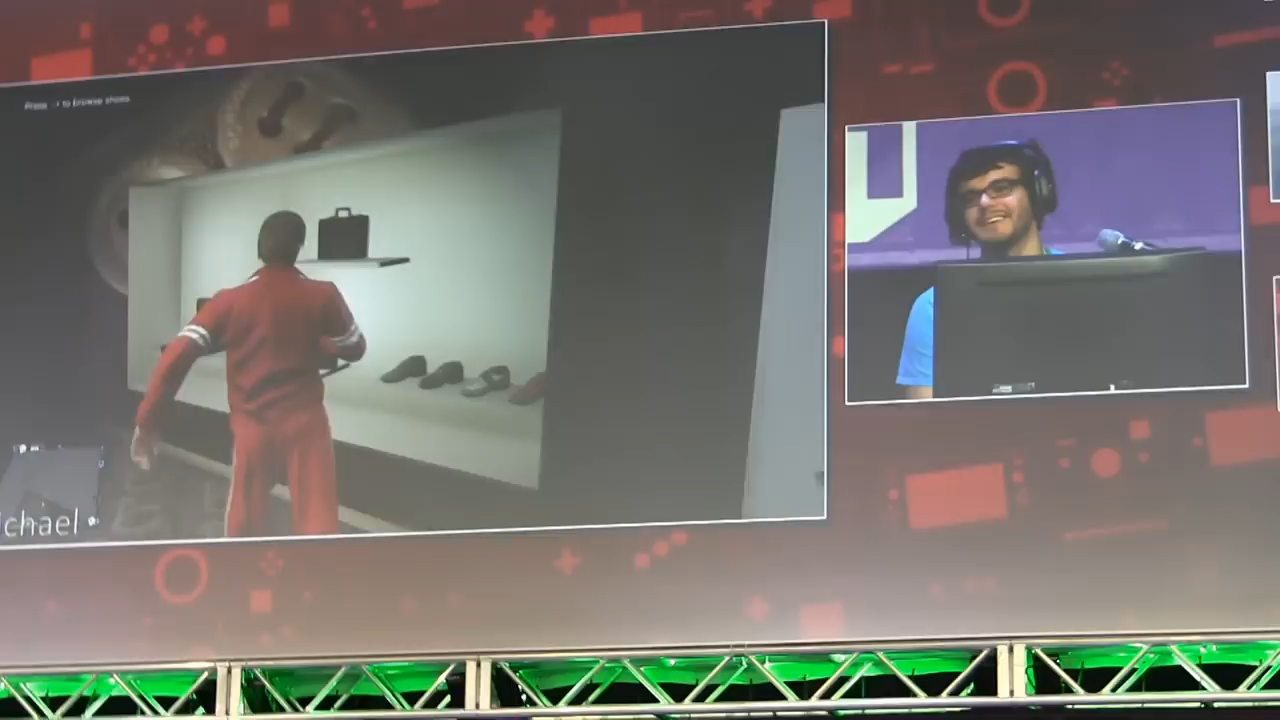 Press → to browse shoes.
chael